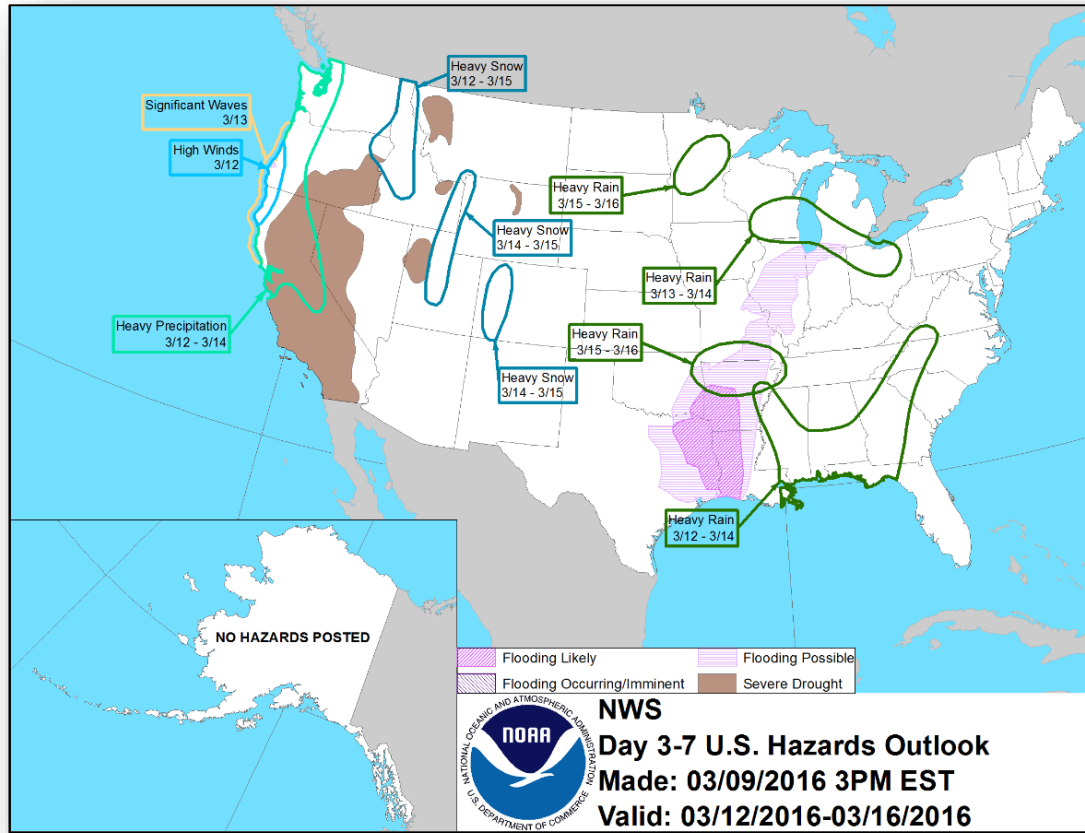 Heavy Snow
3/12 - 3/15
Significant Waves
3/13
High Winds
3/12
Heavy Rain
3/15 - 3/16
Heavy Snow
3/14 - 3/15
Heavy Rain
3/13 - 3/14
Heavy Precipitation
3/12 - 3/14
Heavy Rain
3/15 - 3/16
Heavy Snow
3/14 - 3/15
Heavy Rain
3/12 - 3/14
NO HAZARDS POSTED
Flooding Likely
Flooding Possible
Flooding Occurring/Imminent
Severe Drought
NATIONAL OCEANIC AND ATMOSPHERIC ADMINISTRATION
NOAA
U.S. DEPARTMENT OF COMMERCE
NWS
Day 3-7 U.S. Hazards Outlook
Made: 03/09/2016 3PM EST
Valid: 03/12/2016-03/16/2016